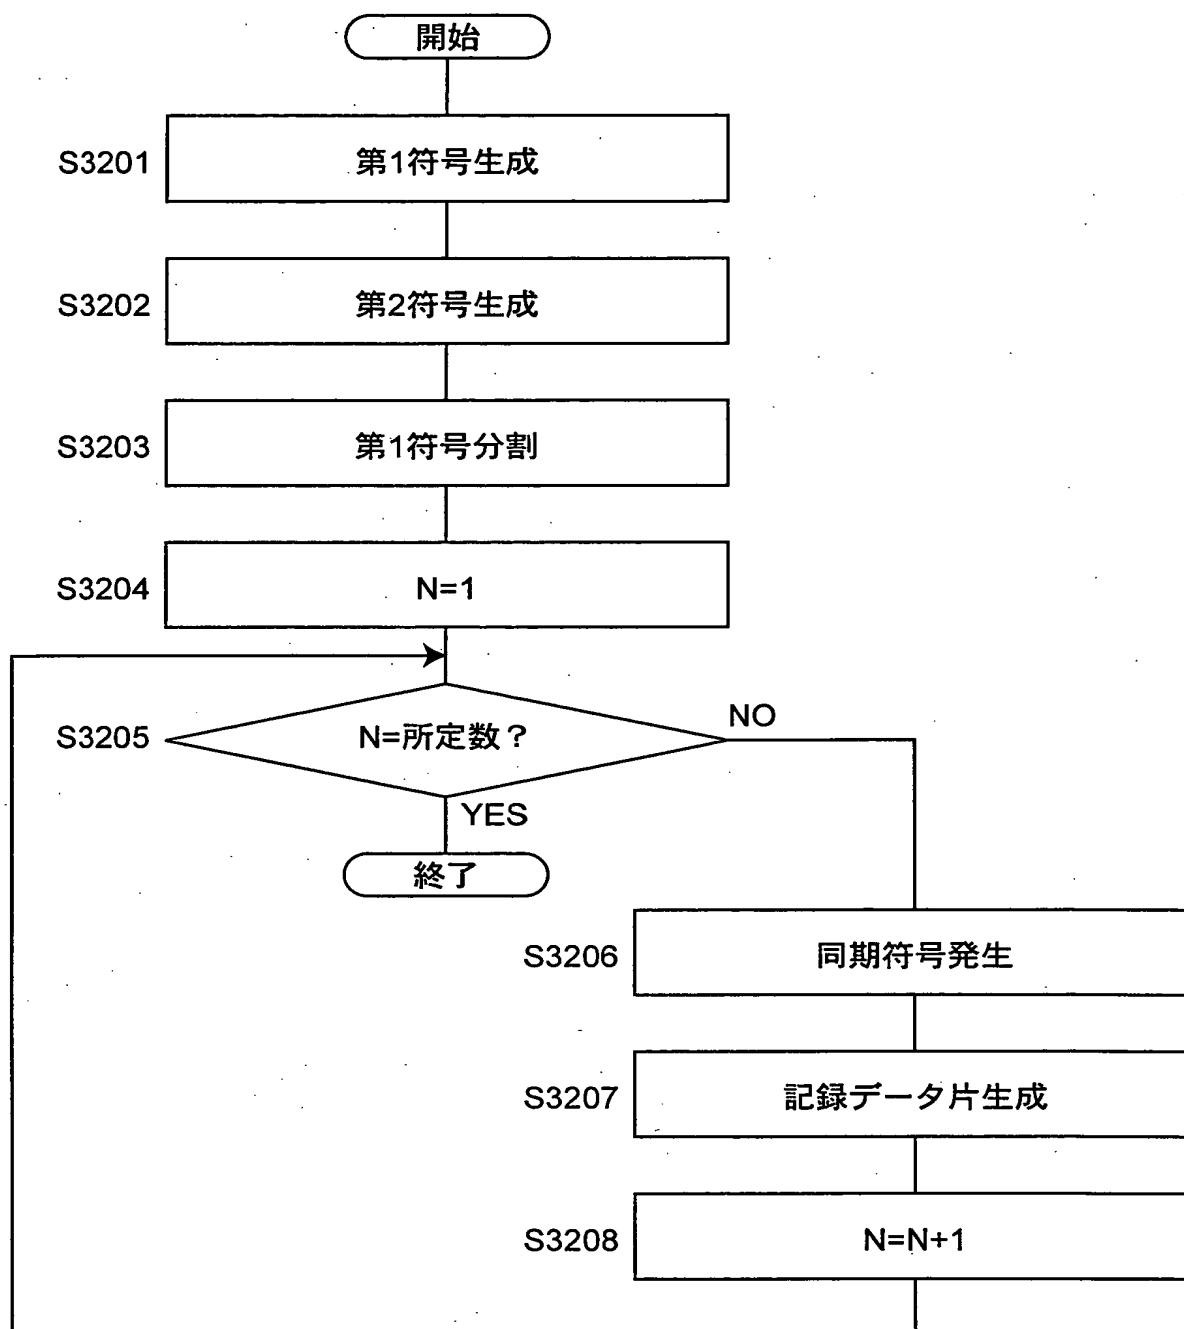 開始
S3201 第1符号生成
S3202 第2符号生成
S3203 第1符号分割
S3204 N=1
S3205 N=所定数？ NO
YES
終了
S3206 同期符号発生
S3207 記録データ片生成
S3208 N=N+1